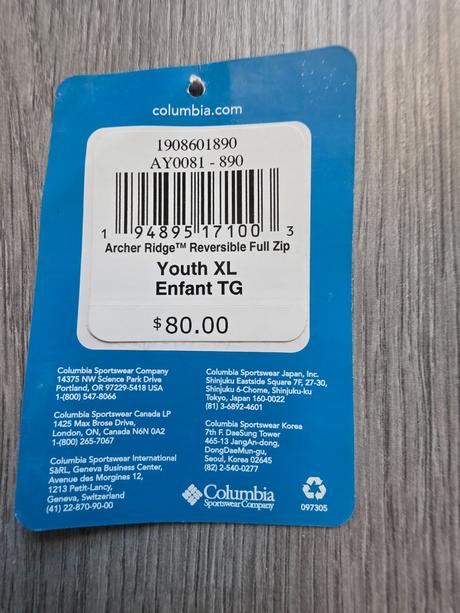 columbia.com
1908601890
AY0081 - 890
1 94895 17100 3
Archer Ridge™ Reversible Full Zip
Youth XL
Enfant TG
$80.00
Columbia Sportswear Company
14375 NW Science Park Drive
Portland, OR 97229-5418 USA
1-(800) 547-8066
Columbia Sportswear Canada LP
1425 Max Brose Drive,
London, ON, Canada N6N 0A2
1-(800) 265-7067
Columbia Sportswear International
SàRL, Geneva Business Center,
Avenue des Morgines 12,
1213 Petit-Lancy,
Geneva, Switzerland
(41) 22-870-90-00
Columbia Sportswear Japan, Inc.
Shinjuku Eastside Square 7F, 27-30,
Shinjuku 6-Chome, Shinjuku-ku
Tokyo, Japan 160-0022
(81) 3-6892-4601
Columbia Sportswear Korea
7th F. DaeSung Tower
465-13 JangAn-dong,
DongDaeMun-gu,
Seoul, Korea 02645
(82) 2-540-0277
Columbia
Sportswear Company
097305